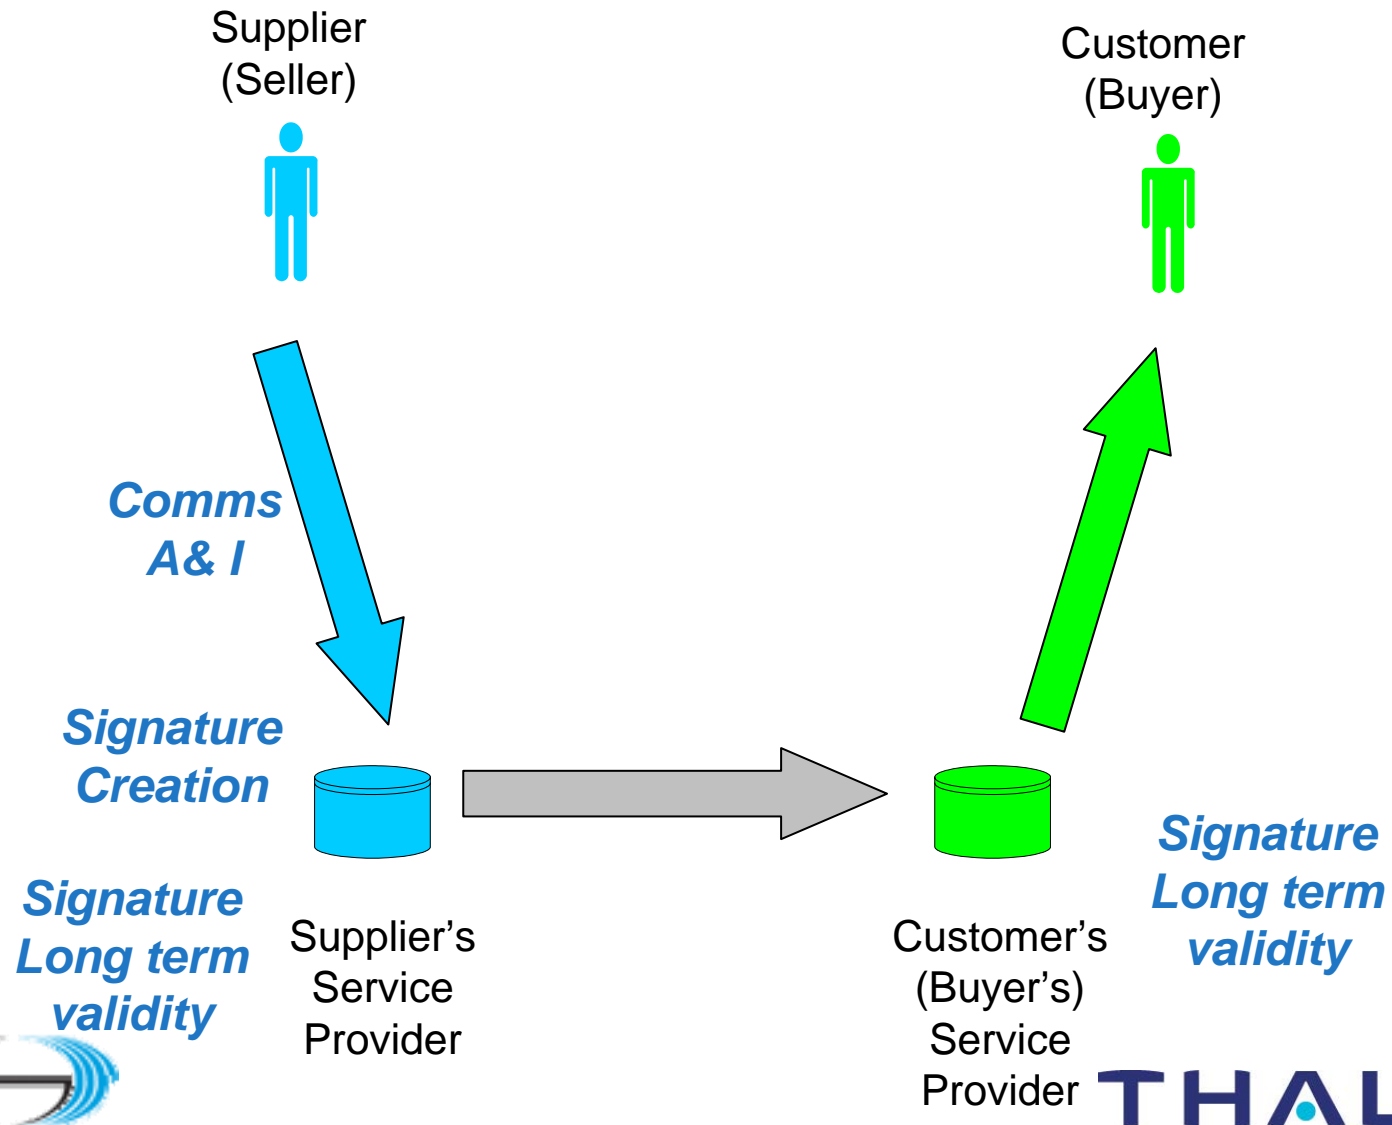 Supplier
(Seller)
Customer
(Buyer)
Comms
A& I
Signature
Creation
Signature
Long term
validity
Supplier’s
Service
Provider
Customer’s
(Buyer’s)
Service
Provider
Signature
Long term
validity
THAL